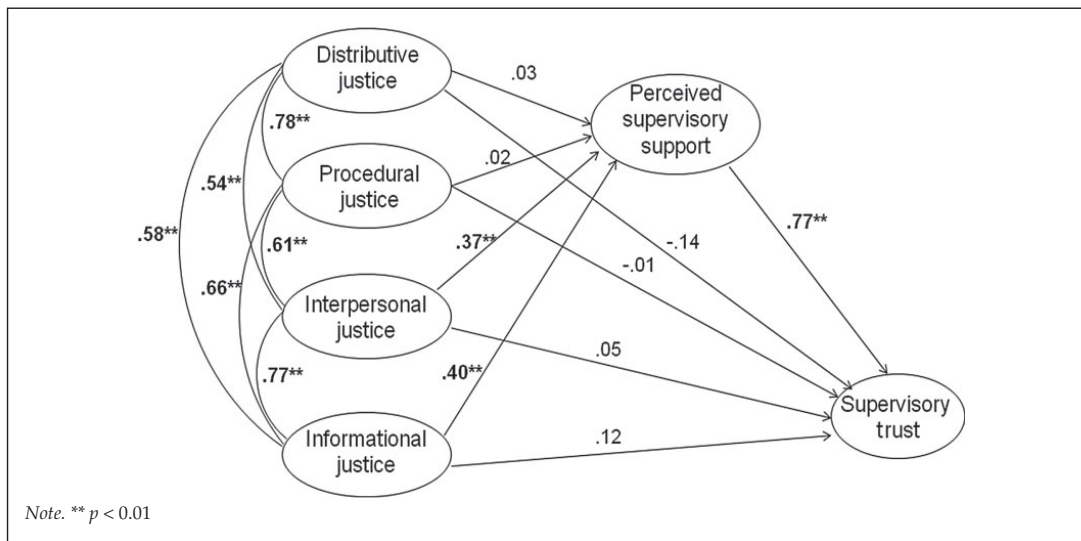 Distributive
justice
.03
Perceived
supervisory
support
.78**
.02
Procedural
justice
.54**
.77**
.58**
.61**
.37**
-.14
-.01
.66**
Interpersonal
justice
.05
.77**
.40**
Supervisory
trust
Informational
justice
.12
Note. ** p < 0.01